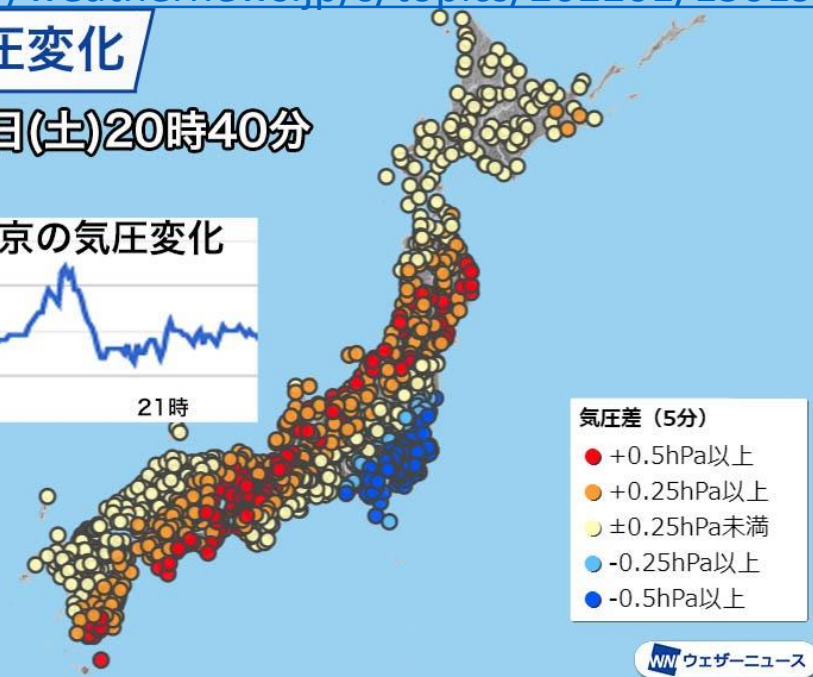 圧変化
日(土)20時40分
京の気圧変化
21時
気圧差（5分）
+0.5hPa以上
+0.25hPa以上
±0.25hPa未満
-0.25hPa以上
-0.5hPa以上
WNI ウェザーニュース